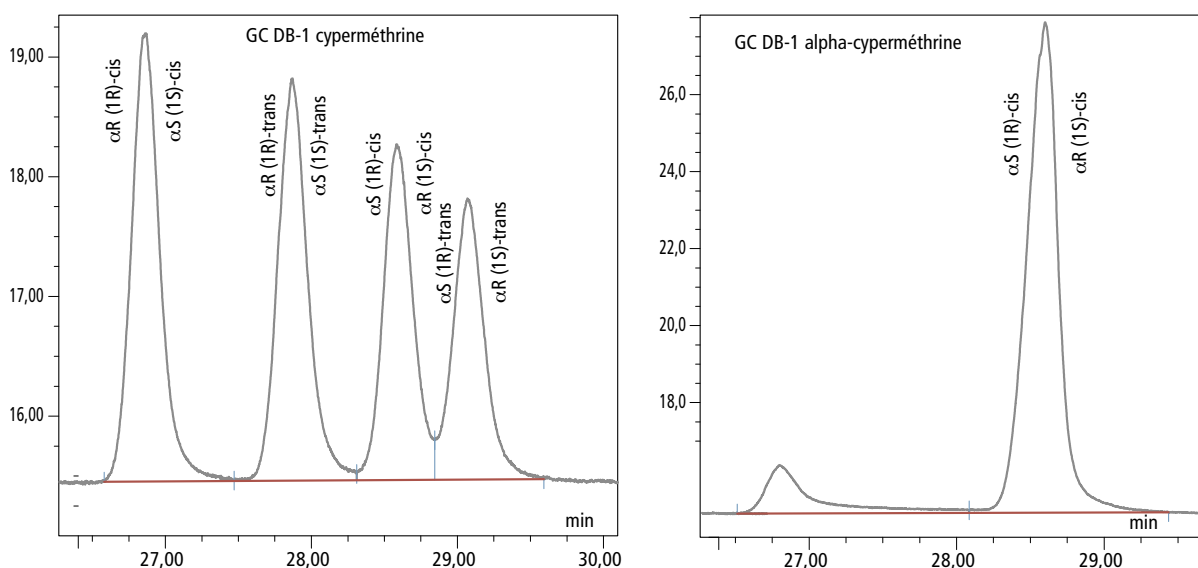 GC DB-1 cyperméthrine
19,00
18,00
17,00
16,00
αR (1R)-cis
αS (1S)-cis
αR (1R)-trans
αS (1S)-trans
αS (1R)-cis
αR (1S)-cis
αS (1R)-trans
αR (1S)-trans
min
27,00
28,00
29,00
30,00
GC DB-1 alpha-cyperméthrine
26,0
24,0
22,0
20,0
18,0
αS (1R)-cis
αR (1S)-cis
min
27,00
28,00
29,00